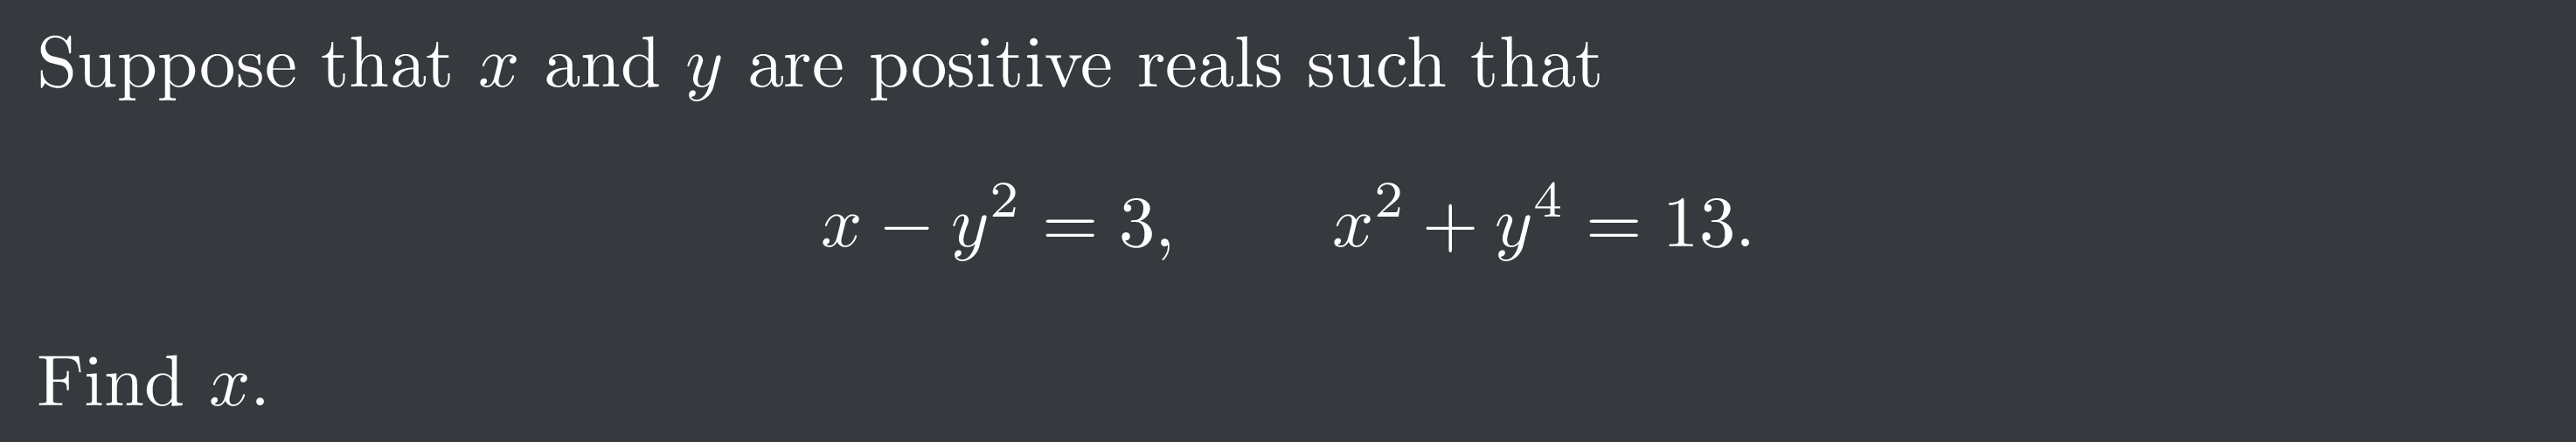 Suppose that x and y are positive reals such that
x − y² = 3, x² + y⁴ = 13.
Find x.